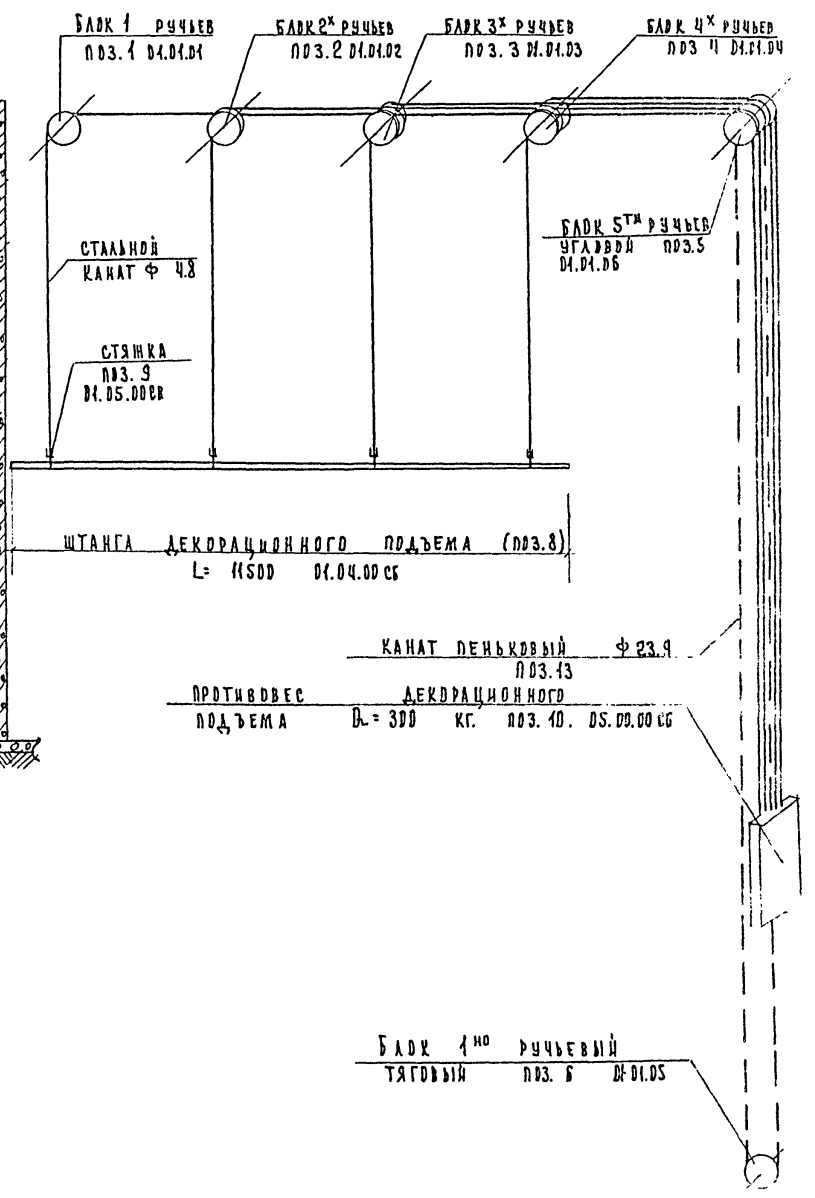 БЛОК 1 РУЧЬЕВ
ПОЗ.1 01.01.01
БЛОК 2Х РУЧЬЕВ
ПОЗ.2 01.01.02
БЛОК 3Х РУЧЬЕВ
ПОЗ. 3 01.01.03
БЛОК 4Х РУЧЬЕВ
ПОЗ 4 01.01.04
БЛОК 5ТИ РУЧЬЕВ
УГЛОВОЙ ПОЗ.5
01.01.06
СТАЛЬНОЙ
КАНАТ Ф 4.8
СТЯЖКА
ПОЗ. 9
01.05.00СБ
ШТАНГА ДЕКОРАЦИОННОГО ПОДЪЕМА (ПОЗ.8)
L= 11500 01.04.00 СБ
КАНАТ ПЕНЬКОВЫЙ Ф 23.9
ПОЗ.13
ПРОТИВОВЕС ДЕКОРАЦИОННОГО
ПОДЪЕМА Q = 300 КГ. ПОЗ. 10. 05.00.00 СБ
БЛОК 1НО РУЧЬЕВЫЙ
ТЯГОВЫЙ ПОЗ. 6 01.01.05